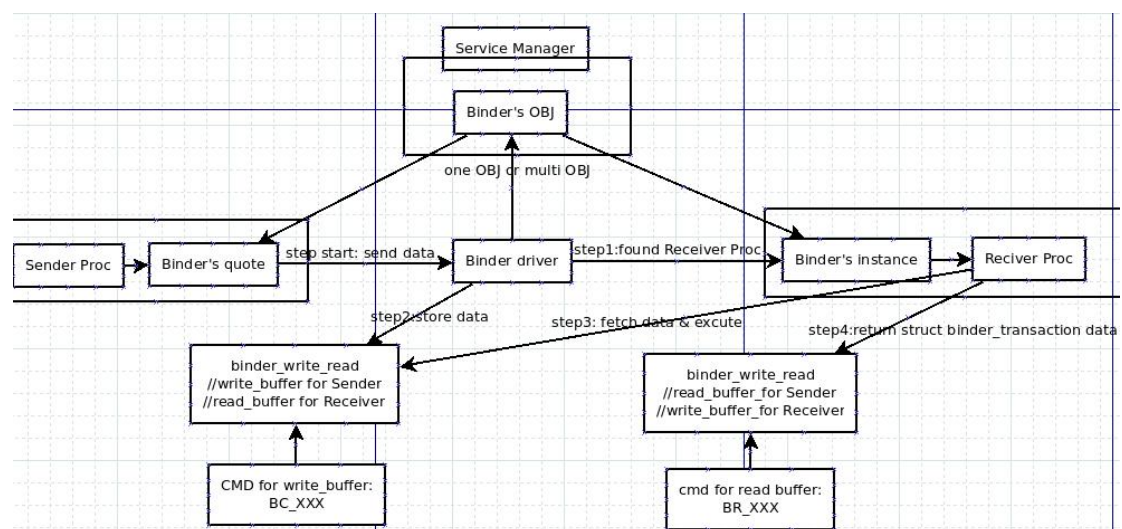 Service Manager
Binder's OBJ
one OBJ or multi OBJ
Sender Proc
Binder's quote
step start: send data
Binder driver
step1:found Receiver Proc
Binder's instance
Reciver Proc
step2:store data
step3: fetch data & excute
step4:return struct binder_transaction data
binder_write_read
//write_buffer for Sender
//read_buffer for Receiver
binder_write_read
//read_buffer_for Sender
//write_buffer_for Receiver
CMD for write_buffer:
BC_XXX
cmd for read buffer:
BR_XXX